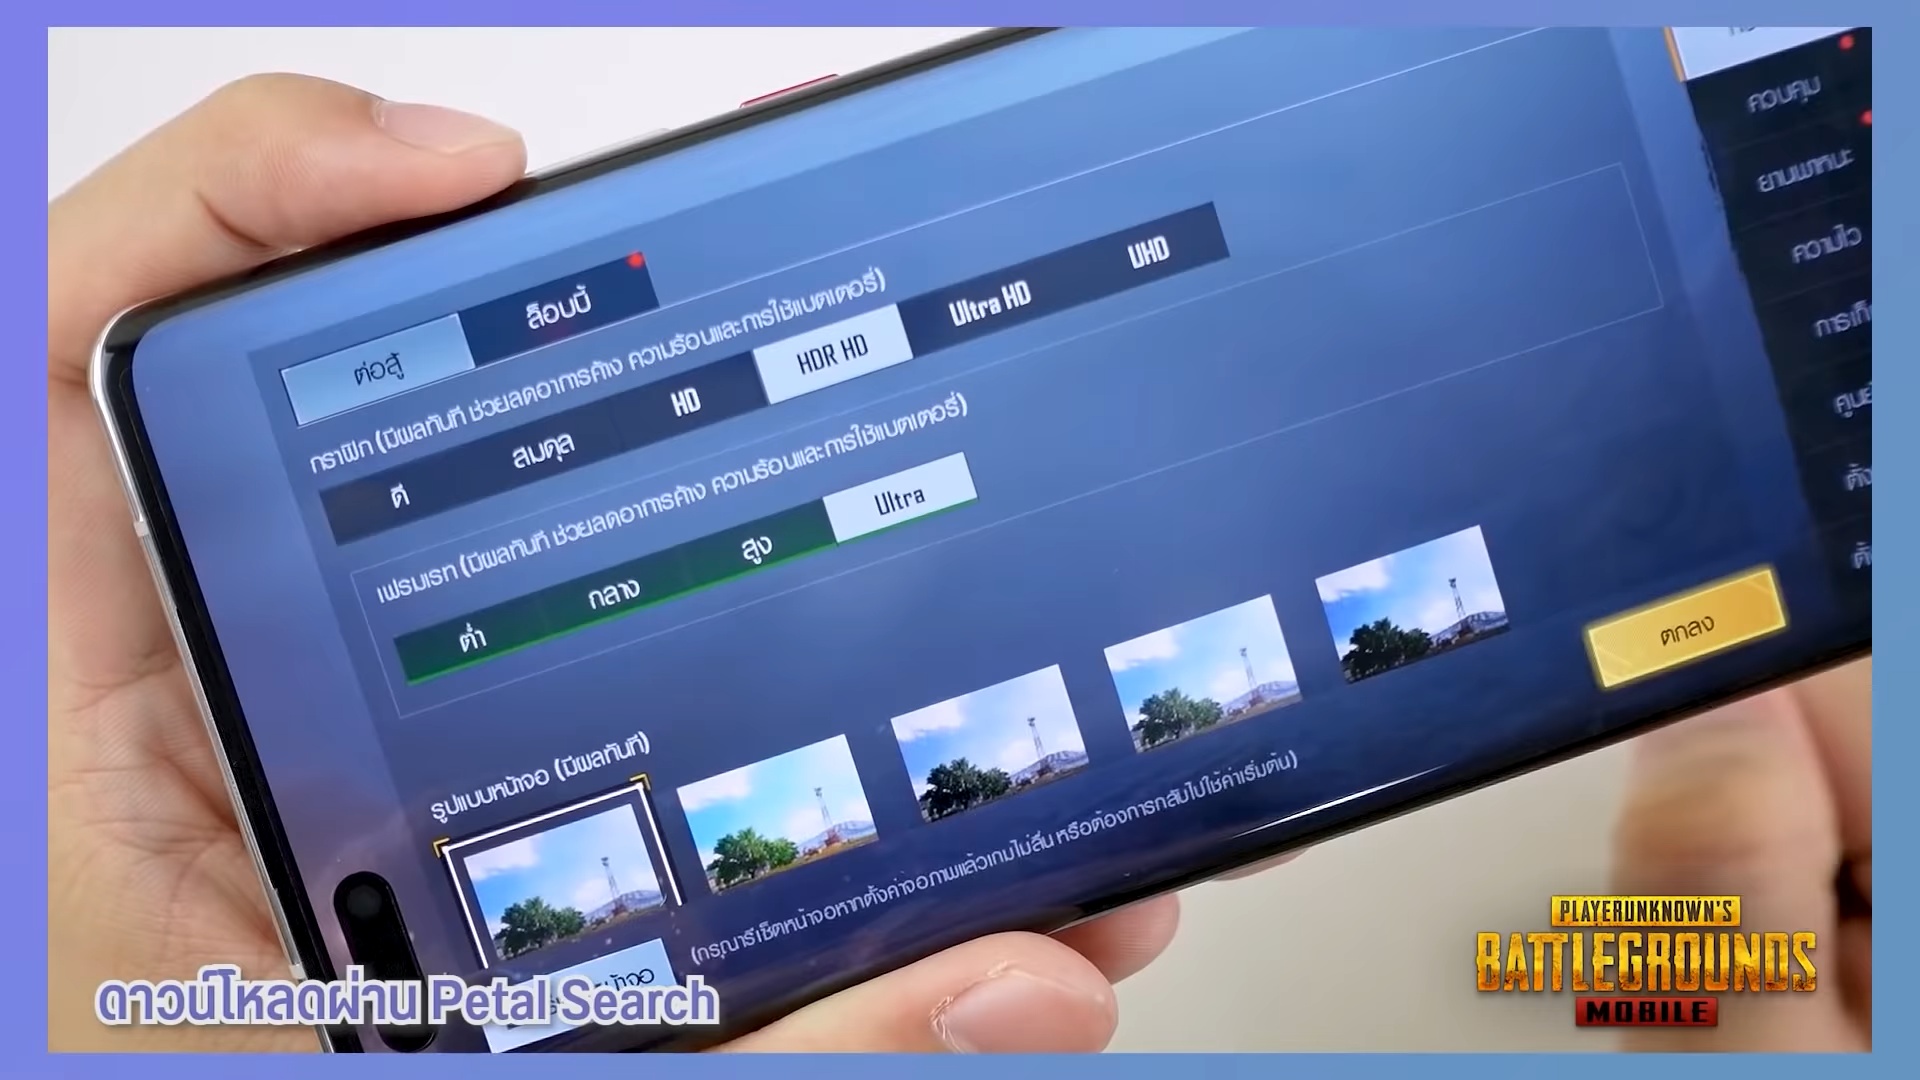 ควบคุม
ยานพาหนะ
ความไว
ต่อสู้
ล็อบบี้
กราฟิก (มีผลทันที ช่วยลดอาการค้าง ความร้อนและการใช้แบตเตอรี่)
ดี สมดุล HD HDR HD Ultra HD UHD
เฟรมเรท (มีผลทันที ช่วยลดอาการค้าง ความร้อนและการใช้แบตเตอรี่)
ต่ำ กลาง สูง Ultra
รูปแบบหน้าจอ (มีผลทันที)
(กรุณารีเซ็ตหน้าจอหากตั้งค่าจอภาพแล้วเกมไม่ลื่น หรือต้องการกลับไปใช้ค่าเริ่มต้น)
ตกลง
ดาวน์โหลดผ่าน Petal Search
PLAYERUNKNOWN'S
BATTLEGROUNDS
MOBILE